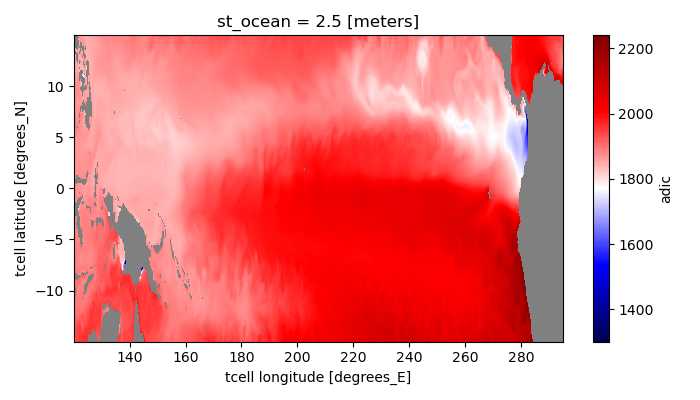 st_ocean = 2.5 [meters]
tcell latitude [degrees_N]
10
5
0
−5
−10
140 160 180 200 220 240 260 280
tcell longitude [degrees_E]
2200
2000
1800
1600
1400
adic